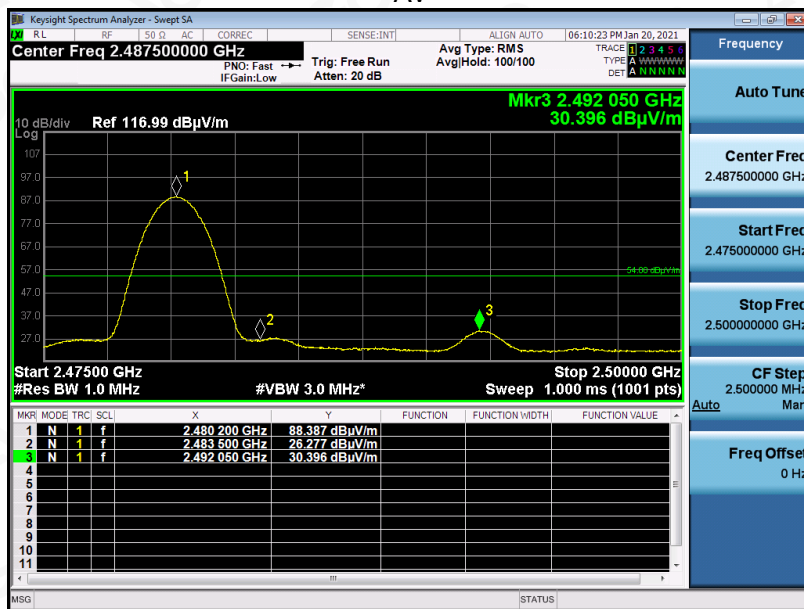 AV
Keysight Spectrum Analyzer - Swept SA
RL RF 50 Ω AC CORREC SENSE:INT ALIGN AUTO 06:10:23 PM Jan 20, 2021
Center Freq 2.487500000 GHz
PNO: Fast Trig: Free Run
IFGain:Low Atten: 20 dB
Avg Type: RMS
Avg|Hold: 100/100
TRACE 1 2 3 4 5 6
TYPE A WWWWW
DET A N N N N N
Frequency
Mkr3 2.492 050 GHz
30.396 dBµV/m
10 dB/div Ref 116.99 dBµV/m
Log
107
97.0
87.0
77.0
67.0
57.0
47.0
37.0
27.0
1
2
3
54.00 dBµV/m
Start 2.47500 GHz Stop 2.50000 GHz
#Res BW 1.0 MHz #VBW 3.0 MHz* Sweep 1.000 ms (1001 pts)
MKR MODE TRC SCL X Y FUNCTION FUNCTION WIDTH FUNCTION VALUE
1 N 1 f 2.480 200 GHz 88.387 dBµV/m
2 N 1 f 2.483 500 GHz 26.277 dBµV/m
3 N 1 f 2.492 050 GHz 30.396 dBµV/m
4
5
6
7
8
9
10
11
MSG STATUS
Auto Tune
Center Freq
2.487500000 GHz
Start Freq
2.475000000 GHz
Stop Freq
2.500000000 GHz
CF Step
2.500000 MHz
Auto Man
Freq Offset
0 Hz